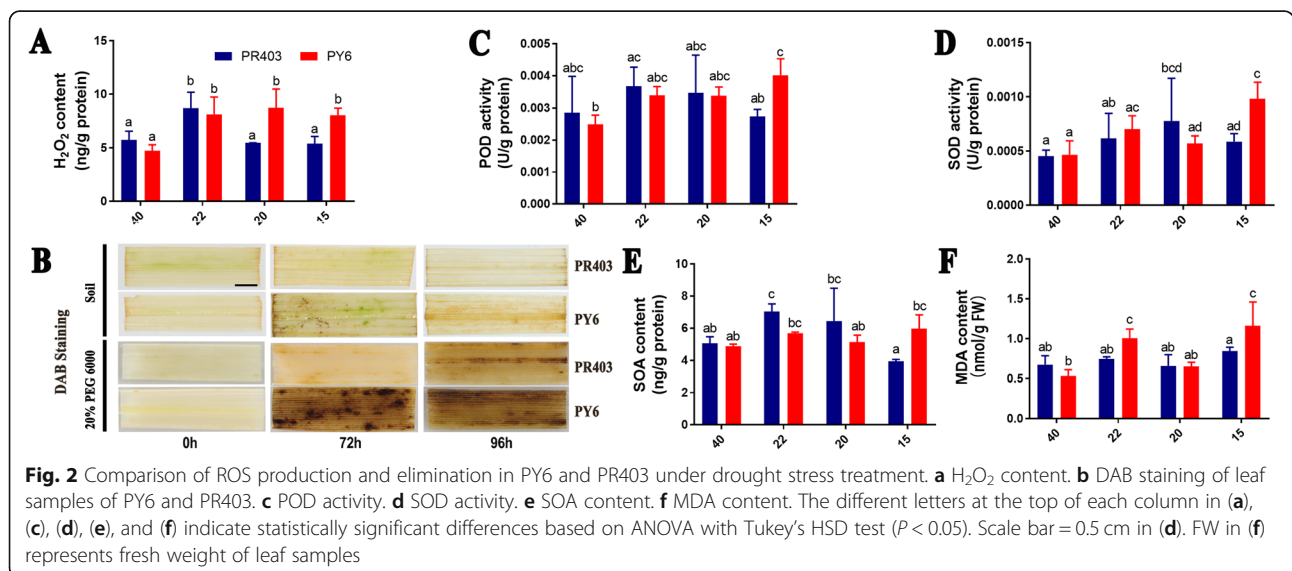 A
15
10
5
0
H₂O₂ content
(ng/g protein)
PR403
PY6
a
a
b
b
a
b
a
b
40
22
20
15
C
0.005
0.004
0.003
0.002
0.001
0.000
POD activity
(U/g protein)
abc
b
ac
abc
abc
abc
ab
c
40
22
20
15
D
0.0015
0.0010
0.0005
0.0000
SOD activity
(U/g protein)
a
a
ab
ac
bcd
ad
ad
c
40
22
20
15
B
DAB Staining
Soil
20% PEG 6000
PR403
PY6
PR403
PY6
0h
72h
96h
E
10
8
6
4
2
0
SOA content
(ng/g protein)
ab
ab
c
bc
bc
ab
a
bc
40
22
20
15
F
2.0
1.5
1.0
0.5
0.0
MDA content
(nmol/g FW)
ab
b
ab
c
ab
ab
a
c
40
22
20
15
Fig. 2 Comparison of ROS production and elimination in PY6 and PR403 under drought stress treatment. a H₂O₂ content. b DAB staining of leaf
samples of PY6 and PR403. c POD activity. d SOD activity. e SOA content. f MDA content. The different letters at the top of each column in (a),
(c), (d), (e), and (f) indicate statistically significant differences based on ANOVA with Tukey's HSD test (P < 0.05). Scale bar = 0.5 cm in (d). FW in (f)
represents fresh weight of leaf samples